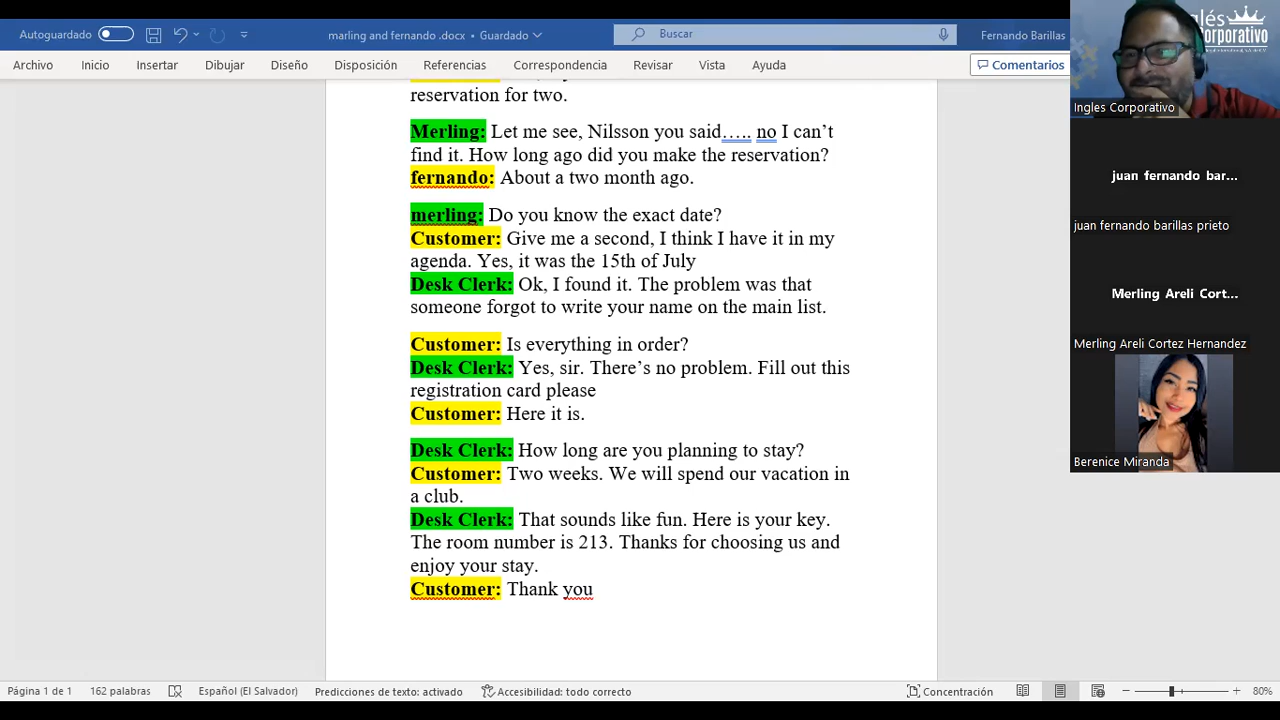 Autoguardado
marling and fernando .docx • Guardado
Buscar
Fernando Barillas
Archivo Inicio Insertar Dibujar Diseño Disposición Referencias Correspondencia Revisar Vista Ayuda
Comentarios
reservation for two.
Merling: Let me see, Nilsson you said….. no I can’t
find it. How long ago did you make the reservation?
fernando: About a two month ago.
merling: Do you know the exact date?
Customer: Give me a second, I think I have it in my
agenda. Yes, it was the 15th of July
Desk Clerk: Ok, I found it. The problem was that
someone forgot to write your name on the main list.
Customer: Is everything in order?
Desk Clerk: Yes, sir. There’s no problem. Fill out this
registration card please
Customer: Here it is.
Desk Clerk: How long are you planning to stay?
Customer: Two weeks. We will spend our vacation in
a club.
Desk Clerk: That sounds like fun. Here is your key.
The room number is 213. Thanks for choosing us and
enjoy your stay.
Customer: Thank you
Página 1 de 1 162 palabras Español (El Salvador) Predicciones de texto: activado Accesibilidad: todo correcto Concentración 80%
Corporativo
Ingles Corporativo
juan fernando bar...
juan fernando barillas prieto
Merling Areli Cort...
Merling Areli Cortez Hernandez
Berenice Miranda